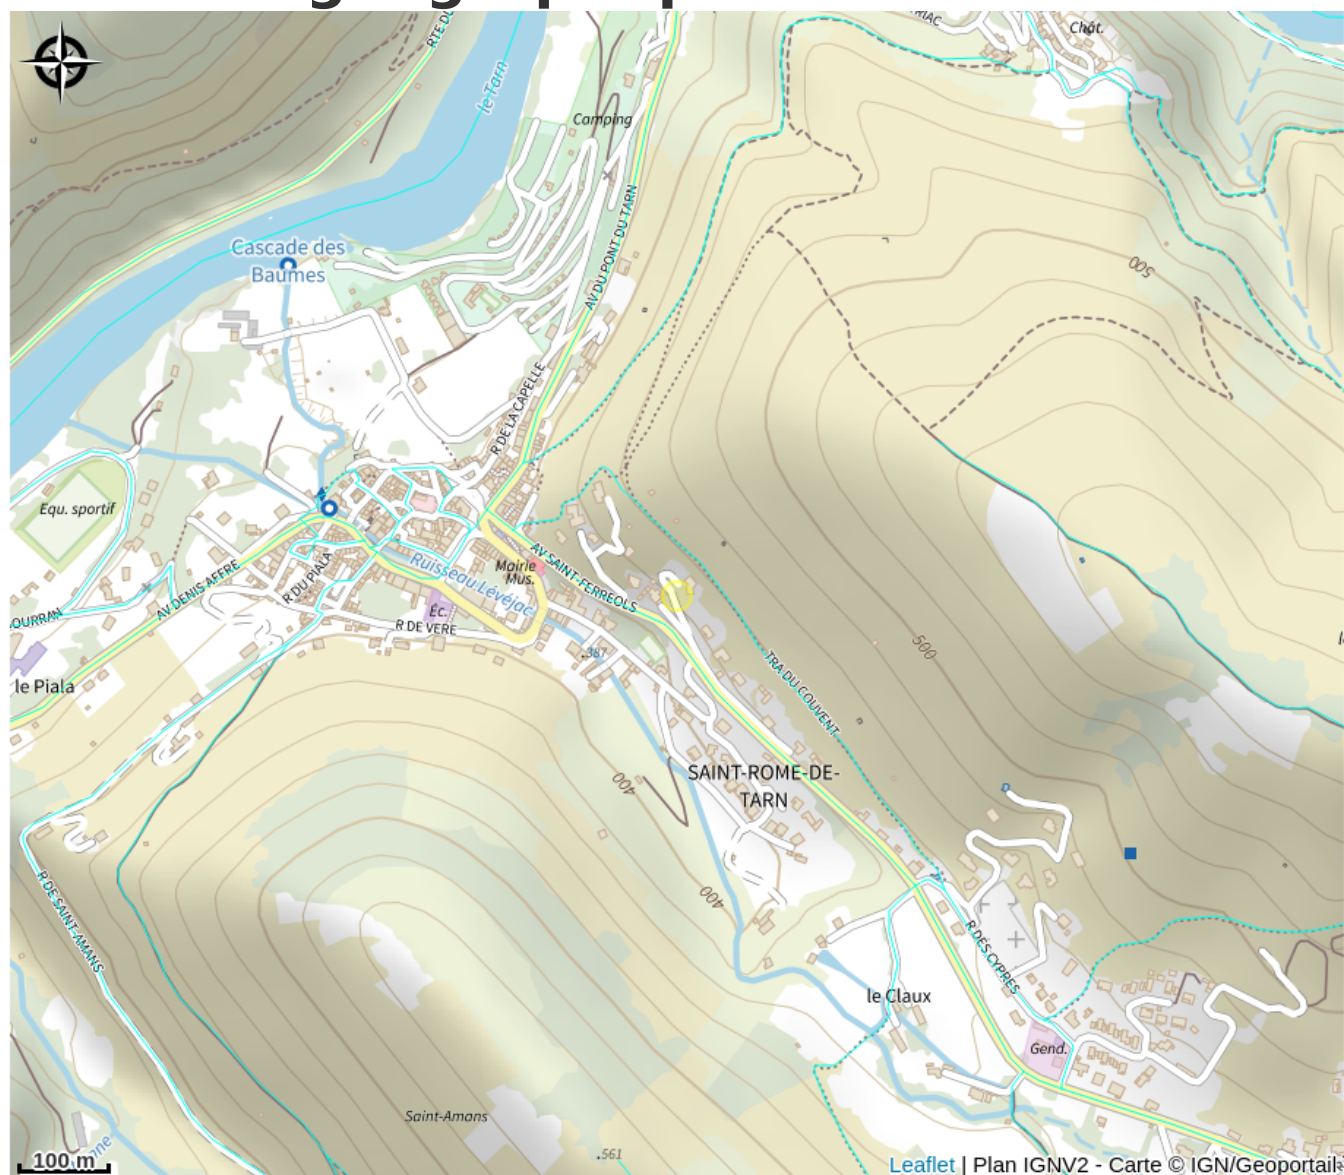 RTE DU
le Tarn
Chât.
Camping
AV DU PONT DU TARN
Cascade des
Baumes
500
R DE LA CAPELLE
Equ. sportif
AV SAINT-FERREOLS
Mairie
Mus.
Ruisseau Lévéjac
AV DENIS AFFRE
R DU PIALA
Éc.
R DE VERE
387
500
le Piala
TRA DU COUVENT
SAINT-ROME-DE-
TARN
400
400
R DE SAINT-AMANS
R DES CYPRES
le Claux
Gend.
Saint-Amans
.561
100 m
Leaflet | Plan IGNV2 - Carte © IGN/Geoportail